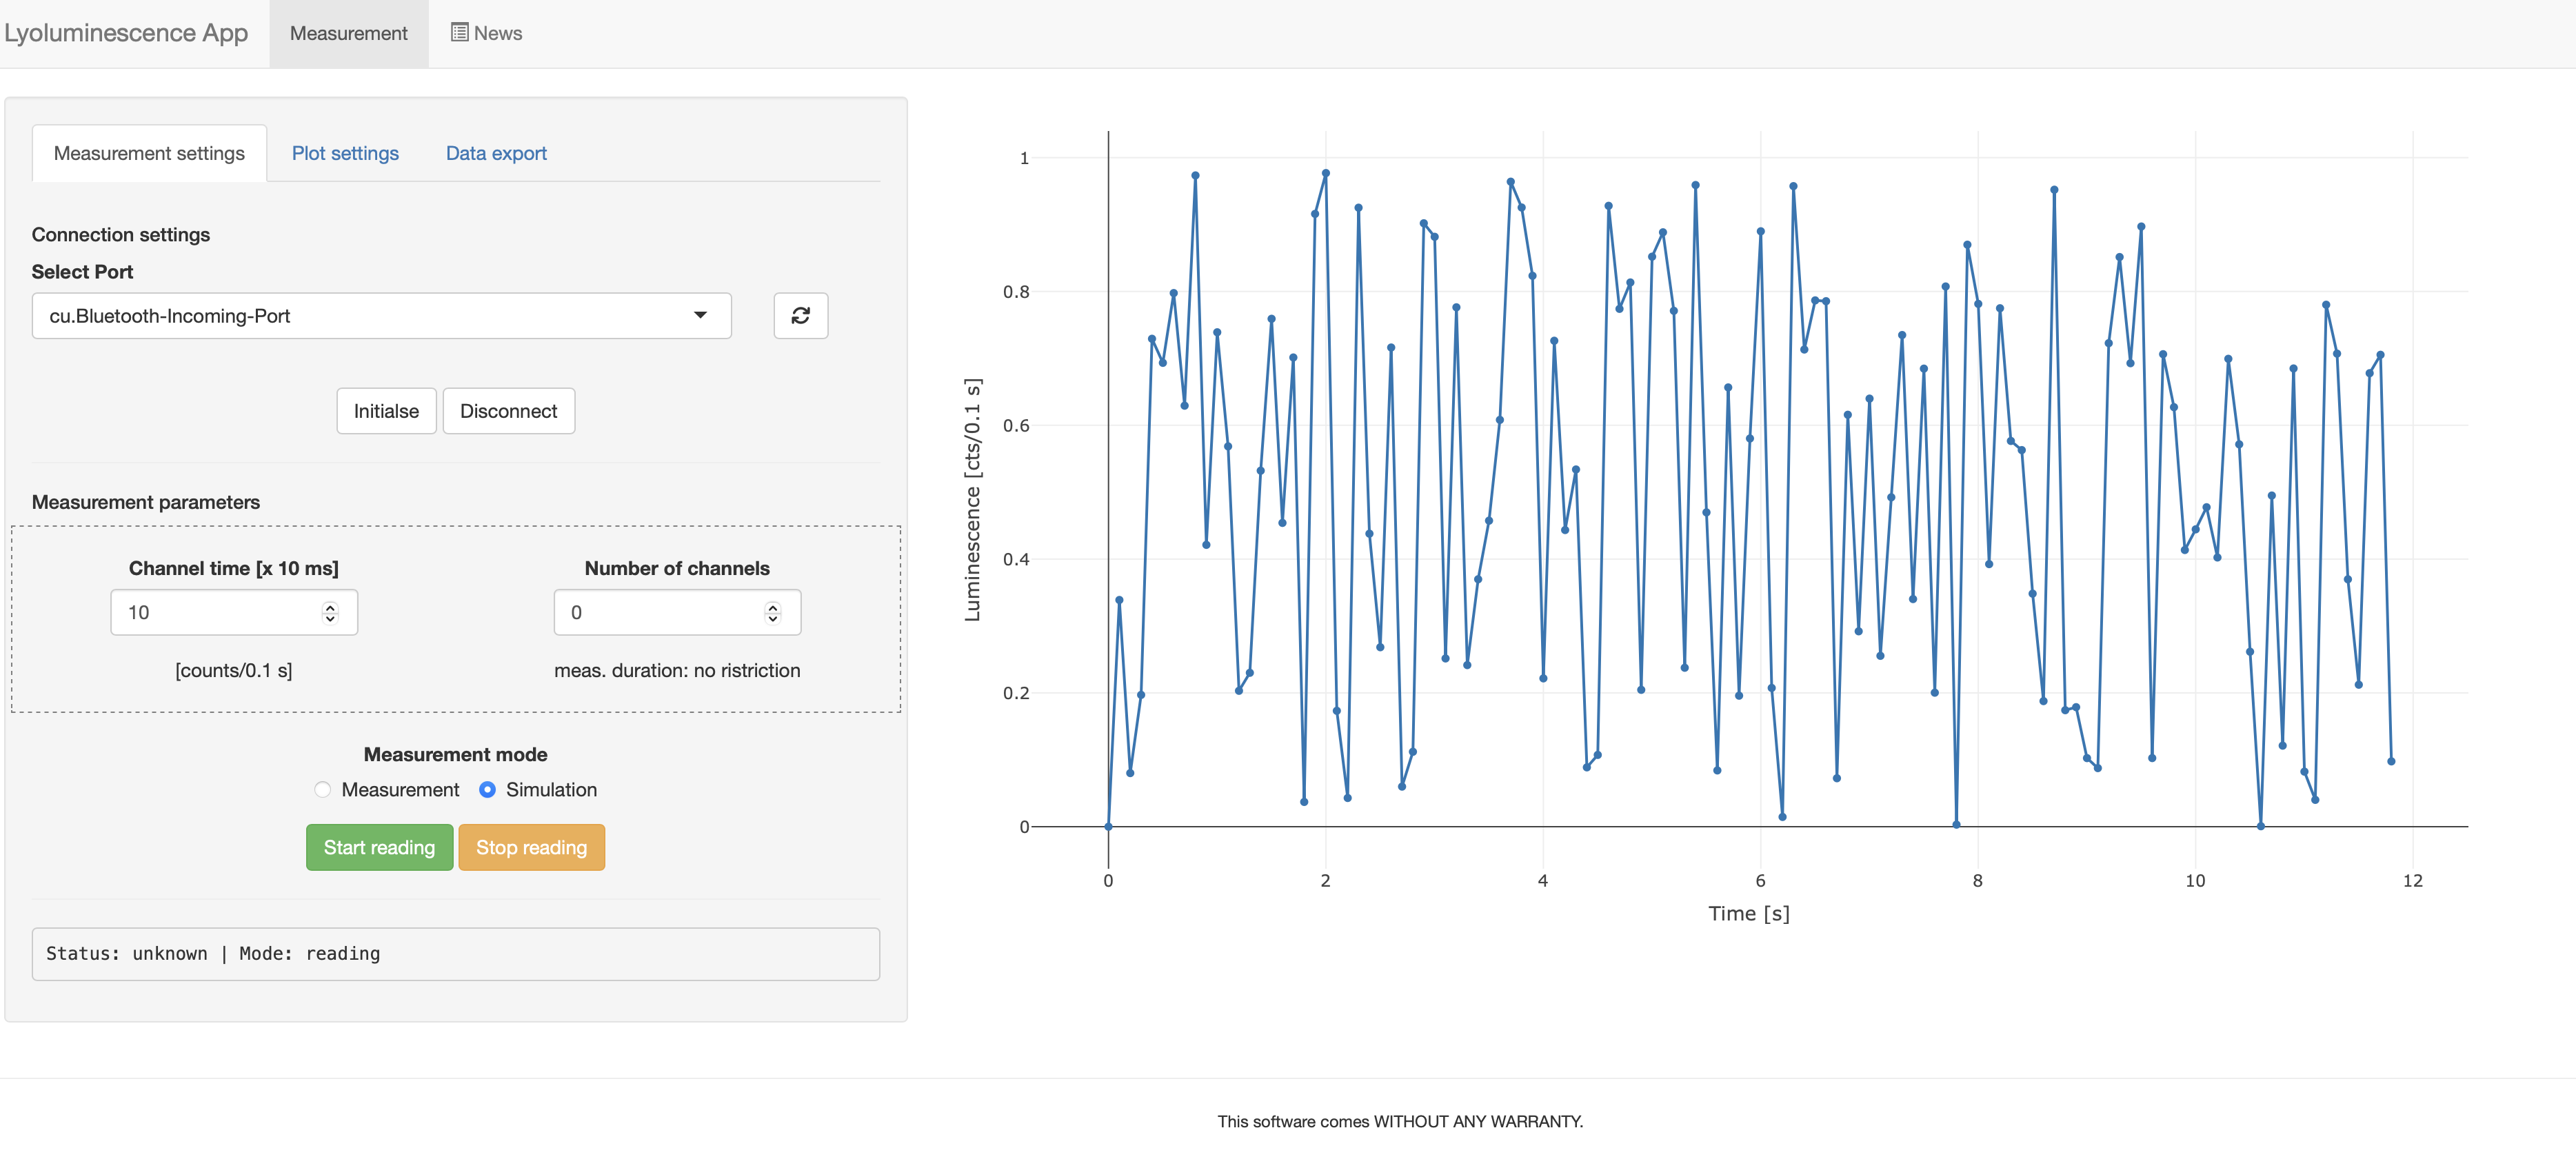 Lyoluminescence App Measurement News
Measurement settings Plot settings Data export
Connection settings
Select Port
cu.Bluetooth-Incoming-Port
Initialse Disconnect
Measurement parameters
Channel time [x 10 ms] Number of channels
10 0
[counts/0.1 s] meas. duration: no ristriction
Measurement mode
Measurement Simulation
Start reading Stop reading
Status: unknown | Mode: reading
Luminescence [cts/0.1 s]
1
0.8
0.6
0.4
0.2
0
0 2 4 6 8 10 12
Time [s]
This software comes WITHOUT ANY WARRANTY.